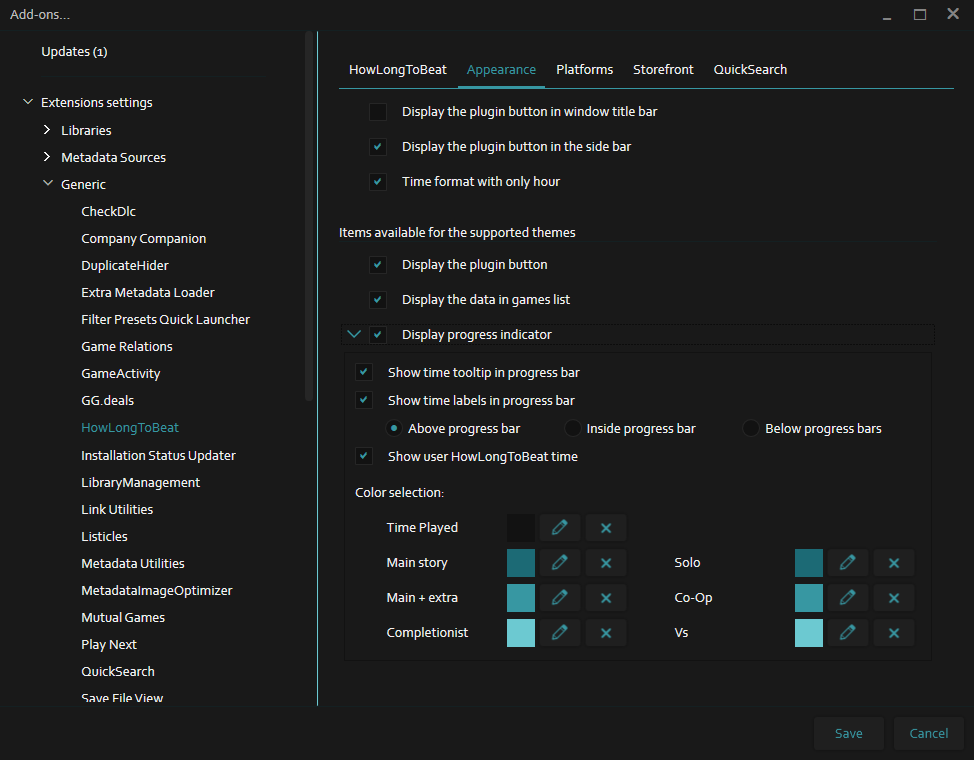 Add-ons...
Updates (1)
Extensions settings
Libraries
Metadata Sources
Generic
CheckDlc
Company Companion
DuplicateHider
Extra Metadata Loader
Filter Presets Quick Launcher
Game Relations
GameActivity
GG.deals
HowLongToBeat
Installation Status Updater
LibraryManagement
Link Utilities
Listicles
Metadata Utilities
MetadataImageOptimizer
Mutual Games
Play Next
QuickSearch
Save File View
HowLongToBeat Appearance Platforms Storefront QuickSearch
Display the plugin button in window title bar
Display the plugin button in the side bar
Time format with only hour
Items available for the supported themes
Display the plugin button
Display the data in games list
Display progress indicator
Show time tooltip in progress bar
Show time labels in progress bar
Above progress bar Inside progress bar Below progress bars
Show user HowLongToBeat time
Color selection:
Time Played
Main story Solo
Main + extra Co-Op
Completionist Vs
Save Cancel